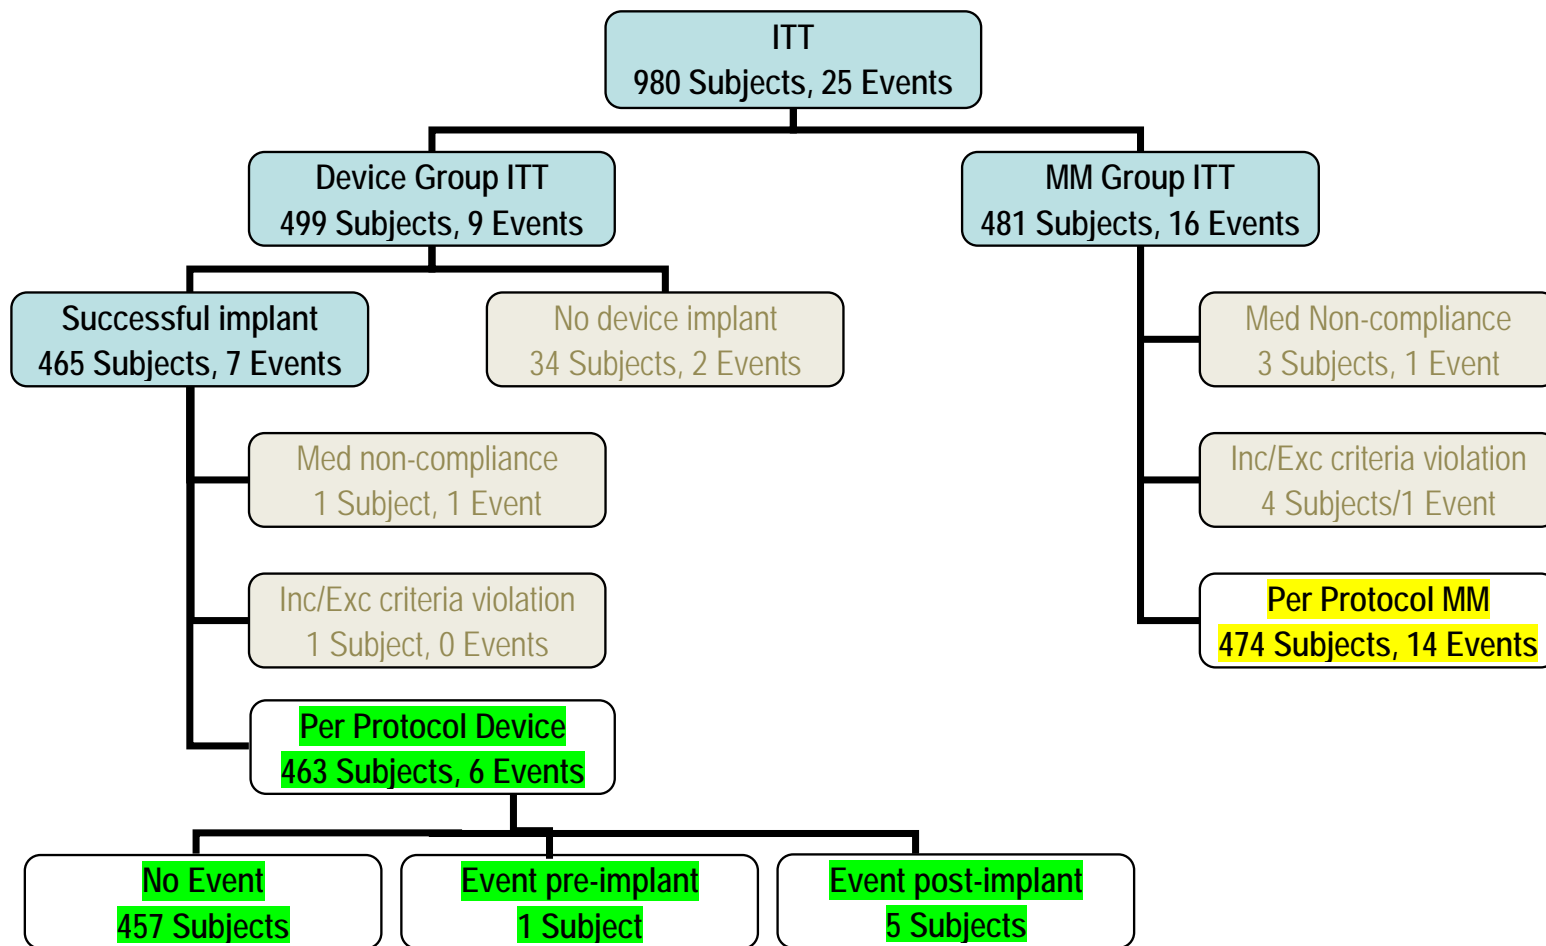 ITT
980 Subjects, 25 Events
Device Group ITT
499 Subjects, 9 Events
MM Group ITT
481 Subjects, 16 Events
Successful implant
465 Subjects, 7 Events
No device implant
34 Subjects, 2 Events
Med Non-compliance
3 Subjects, 1 Event
Med non-compliance
1 Subject, 1 Event
Inc/Exc criteria violation
4 Subjects/1 Event
Inc/Exc criteria violation
1 Subject, 0 Events
Per Protocol MM
474 Subjects, 14 Events
Per Protocol Device
463 Subjects, 6 Events
No Event
457 Subjects
Event pre-implant
1 Subject
Event post-implant
5 Subjects